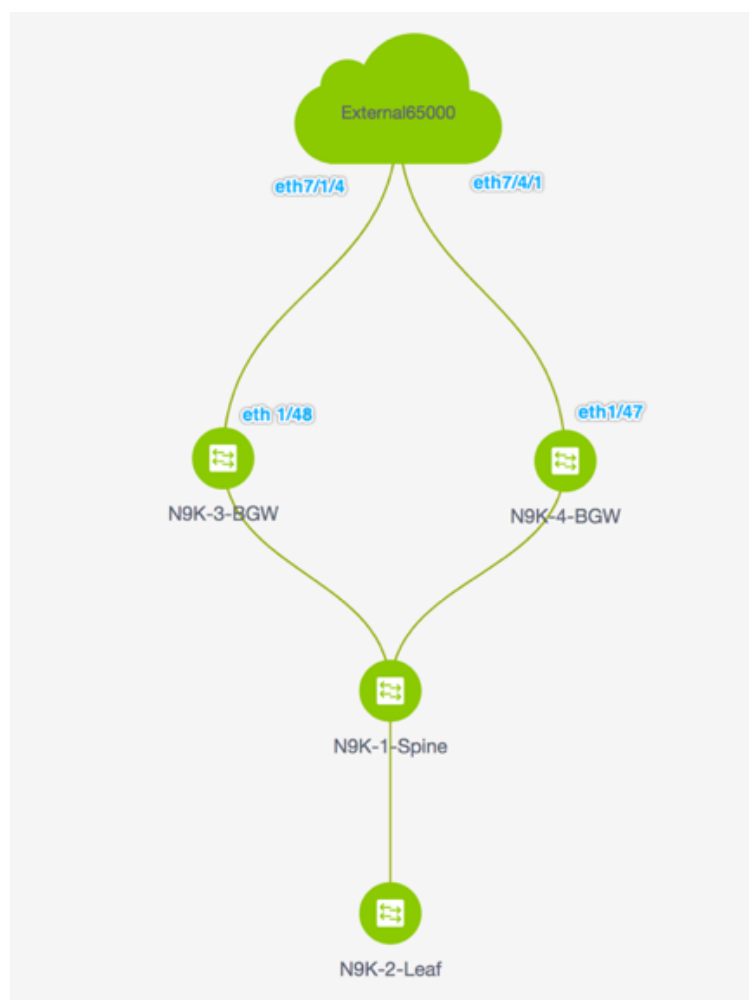 External65000
eth7/1/4
eth7/4/1
eth 1/48
eth1/47
N9K-3-BGW
N9K-4-BGW
N9K-1-Spine
N9K-2-Leaf